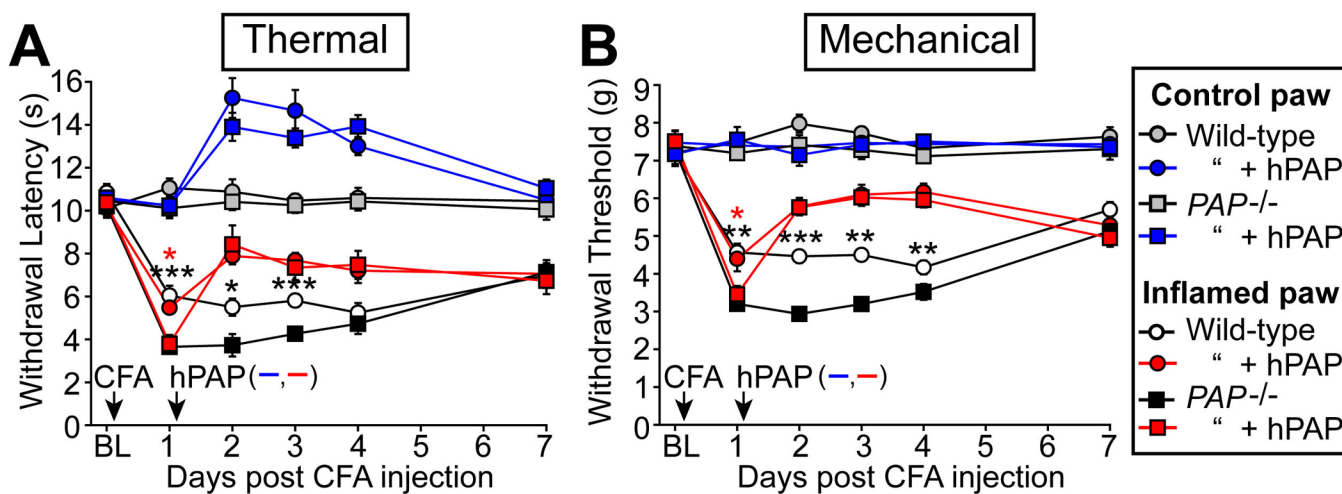 A
Thermal
Withdrawal Latency (s)
16
14
12
10
8
6
4
2
0
*
***
*
***
CFA
hPAP (–,–)
BL
1
2
3
4
5
6
7
Days post CFA injection
B
Mechanical
Withdrawal Threshold (g)
9
8
7
6
5
4
3
2
1
0
*
**
***
**
**
CFA
hPAP (–,–)
BL
1
2
3
4
5
6
7
Days post CFA injection
Control paw
Wild-type
“ + hPAP
PAP-/-
“ + hPAP
Inflamed paw
Wild-type
“ + hPAP
PAP-/-
“ + hPAP